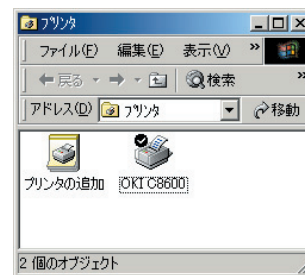 プリンタ
ファイル(F) 編集(E) 表示(V) »
戻る 検索 »
アドレス(D) プリンタ 移動
プリンタの追加 OKI C8600
2 個のオブジェクト